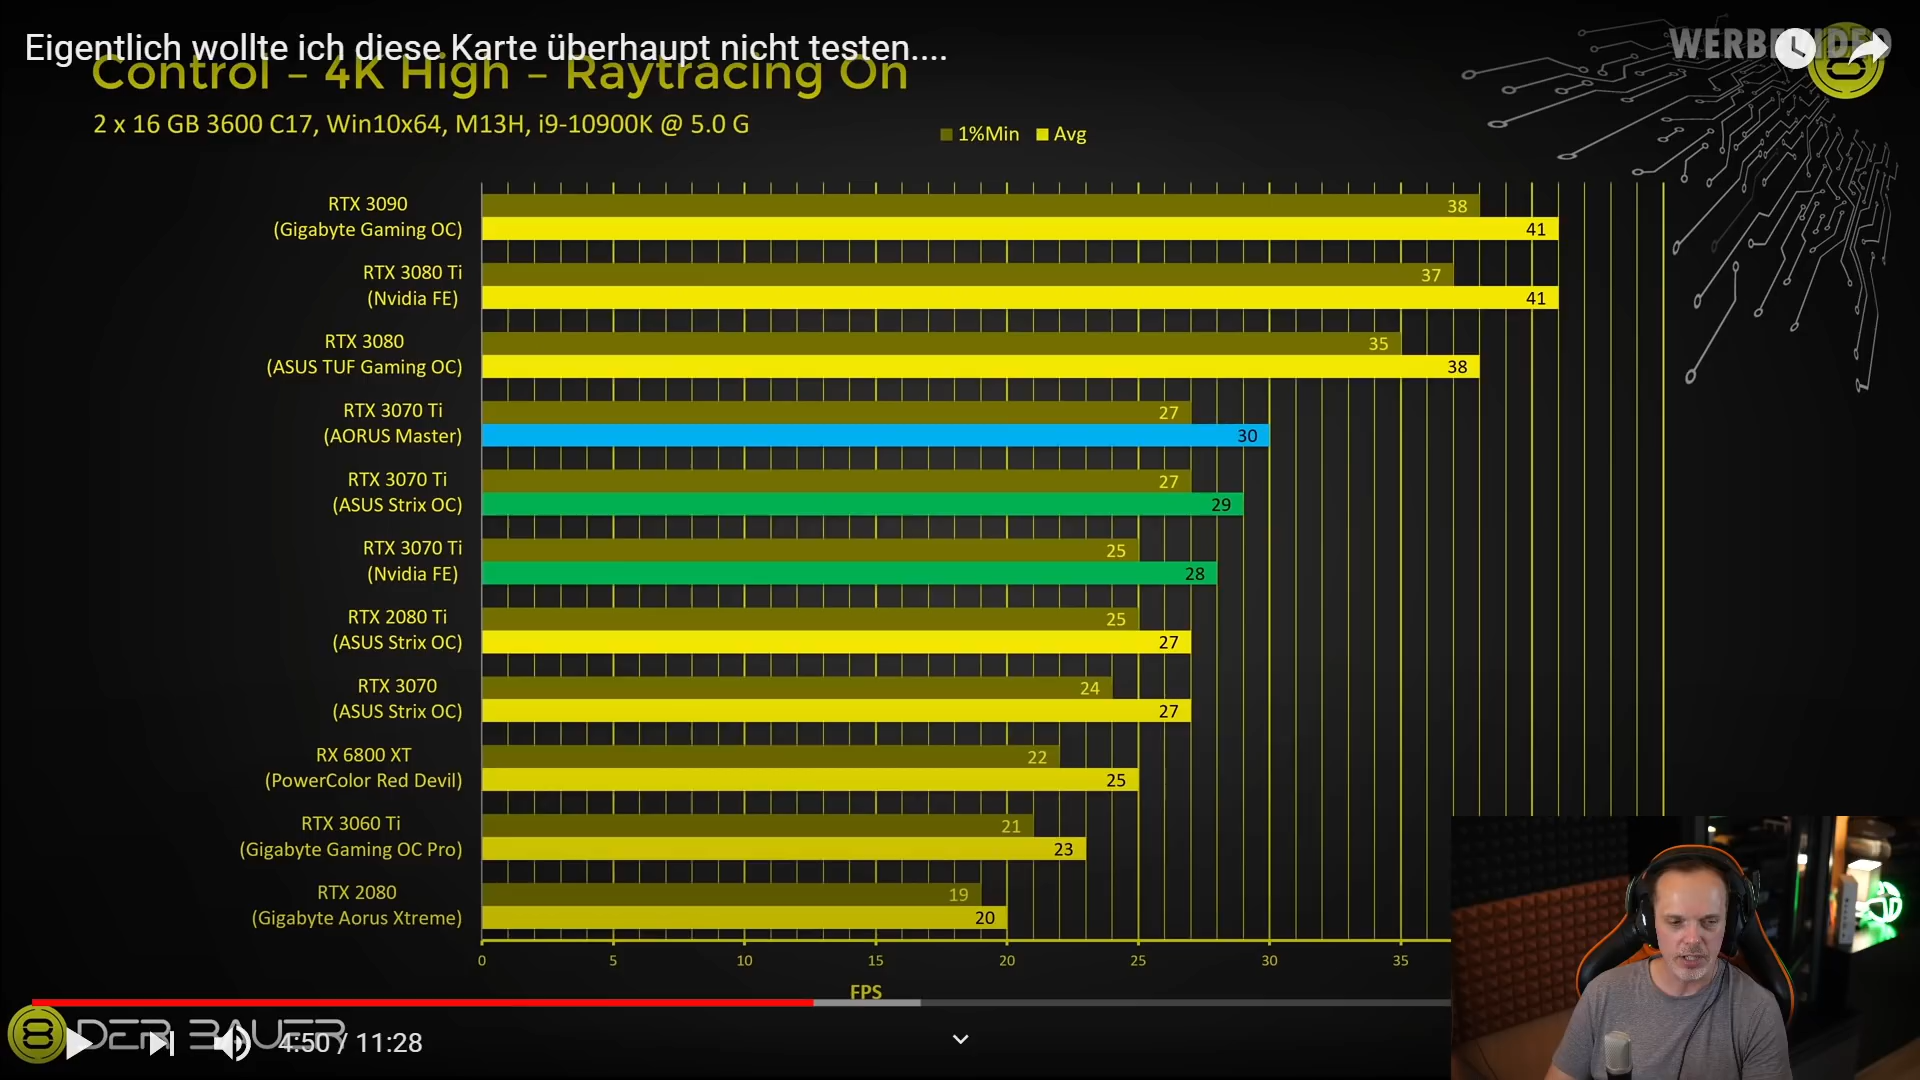 Eigentlich wollte ich diese Karte überhaupt nicht testen....
WERBEVIDEO
Control – 4K High – Raytracing On
2 x 16 GB 3600 C17, Win10x64, M13H, i9-10900K @ 5.0 G
1%Min Avg
RTX 3090
(Gigabyte Gaming OC)
38
41
RTX 3080 Ti
(Nvidia FE)
37
41
RTX 3080
(ASUS TUF Gaming OC)
35
38
RTX 3070 Ti
(AORUS Master)
27
30
RTX 3070 Ti
(ASUS Strix OC)
27
29
RTX 3070 Ti
(Nvidia FE)
25
28
RTX 2080 Ti
(ASUS Strix OC)
25
27
RTX 3070
(ASUS Strix OC)
24
27
RX 6800 XT
(PowerColor Red Devil)
22
25
RTX 3060 Ti
(Gigabyte Gaming OC Pro)
21
23
RTX 2080
(Gigabyte Aorus Xtreme)
19
20
0 5 10 15 20 25 30 35
FPS
DER BAUER
4:50 / 11:28